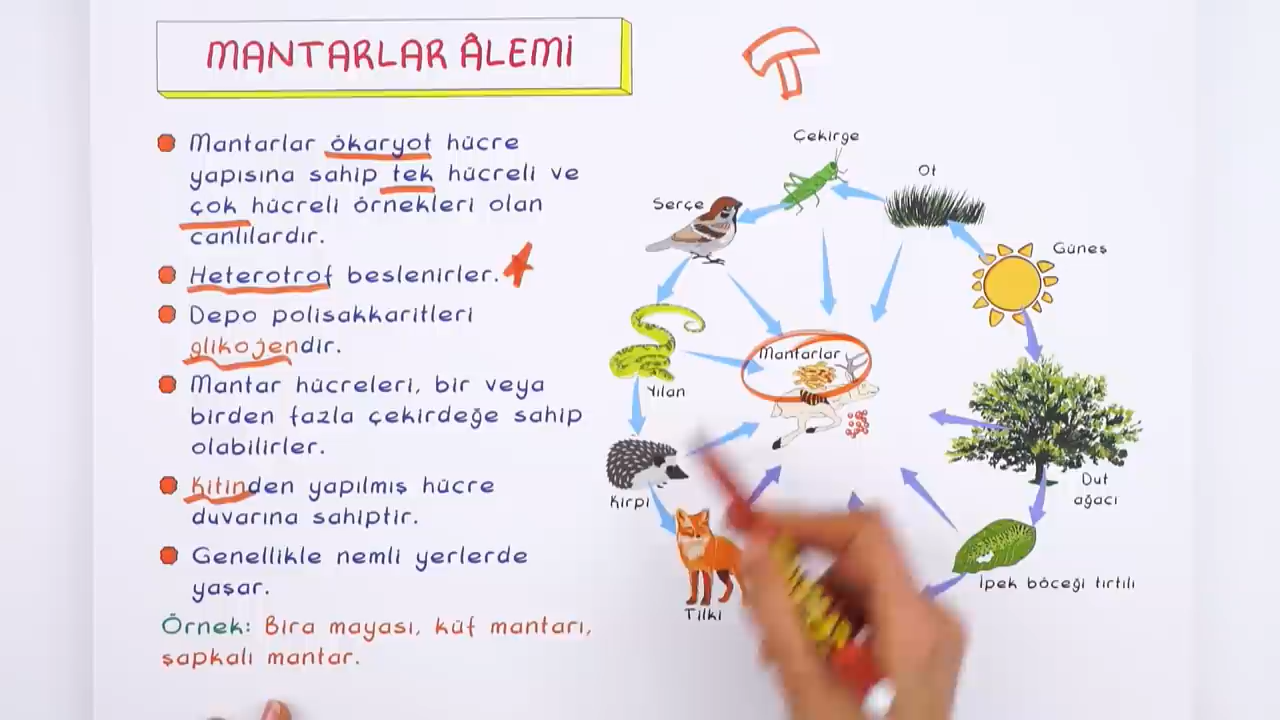 MANTARLAR ÂLEMİ
Mantarlar ökaryot hücre
yapısına sahip tek hücreli ve
çok hücreli örnekleri olan
canlılardır.
Heterotrof beslenirler.
Depo polisakkaritleri
glikojendir.
Mantar hücreleri, bir veya
birden fazla çekirdeğe sahip
olabilirler.
Kitinden yapılmış hücre
duvarına sahiptir.
Genellikle nemli yerlerde
yaşar.
Örnek: Bira mayası, küf mantarı,
şapkalı mantar.
Çekirge
Ot
Serçe
Güneş
Mantarlar
Yılan
Dut
ağacı
Kirpi
İpek böceği tırtılı
Tilki